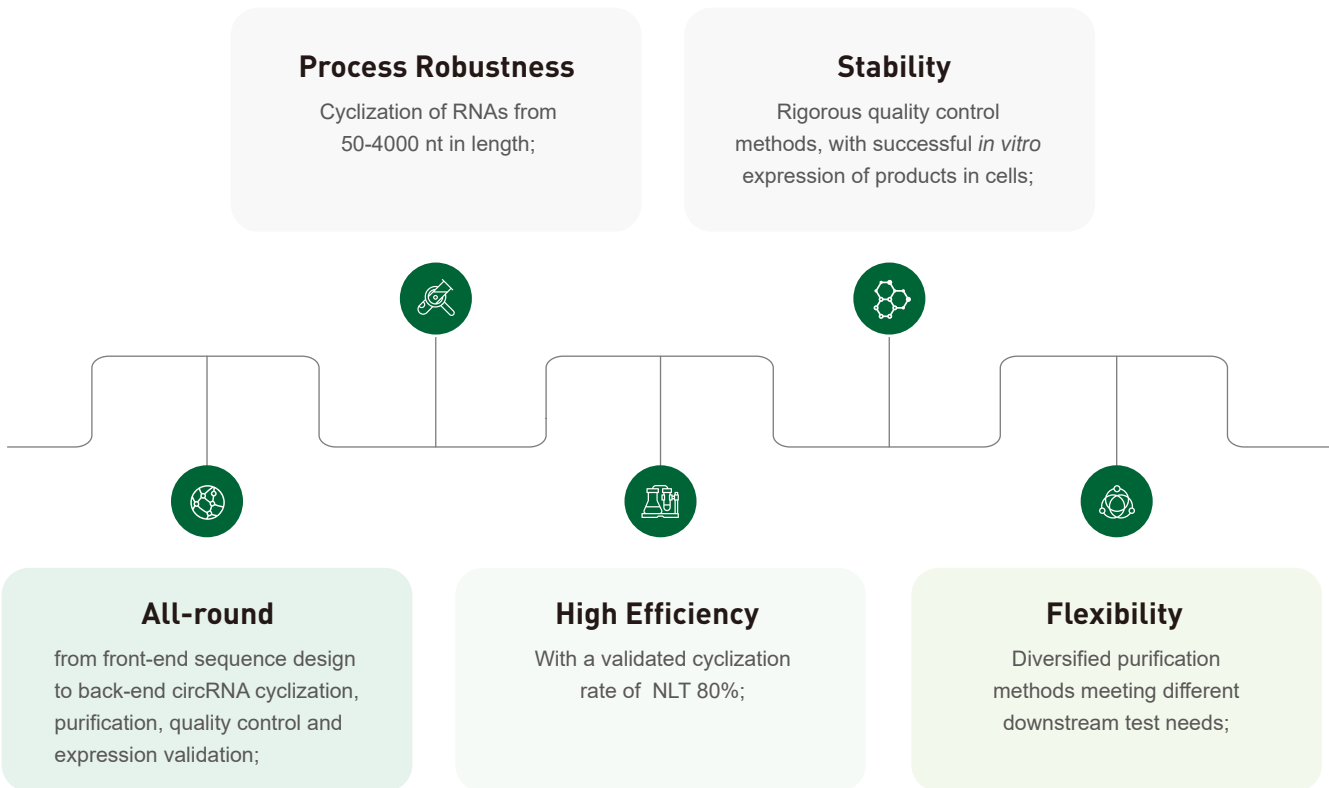 Process Robustness
Cyclization of RNAs from
50-4000 nt in length;
Stability
Rigorous quality control
methods, with successful in vitro
expression of products in cells;
All-round
from front-end sequence design
to back-end circRNA cyclization,
purification, quality control and
expression validation;
High Efficiency
With a validated cyclization
rate of  NLT 80%;
Flexibility
Diversified purification
methods meeting different
downstream test needs;